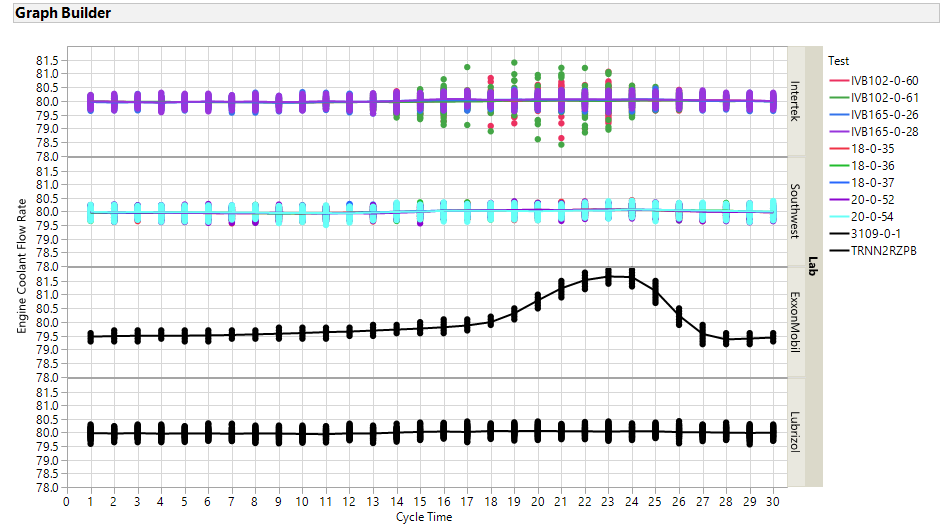 Graph Builder
Engine Coolant Flow Rate
81.5
81.0
80.5
80.0
79.5
79.0
78.5
78.0
Intertek
81.5
81.0
80.5
80.0
79.5
79.0
78.5
78.0
Southwest
81.5
81.0
80.5
80.0
79.5
79.0
78.5
78.0
ExxonMobil
81.5
81.0
80.5
80.0
79.5
79.0
78.5
78.0
Lubrizol
Lab
0 1 2 3 4 5 6 7 8 9 10 11 12 13 14 15 16 17 18 19 20 21 22 23 24 25 26 27 28 29 30
Cycle Time
Test
IVB102-0-60
IVB102-0-61
IVB165-0-26
IVB165-0-28
18-0-35
18-0-36
18-0-37
20-0-52
20-0-54
3109-0-1
TRNN2RZPB